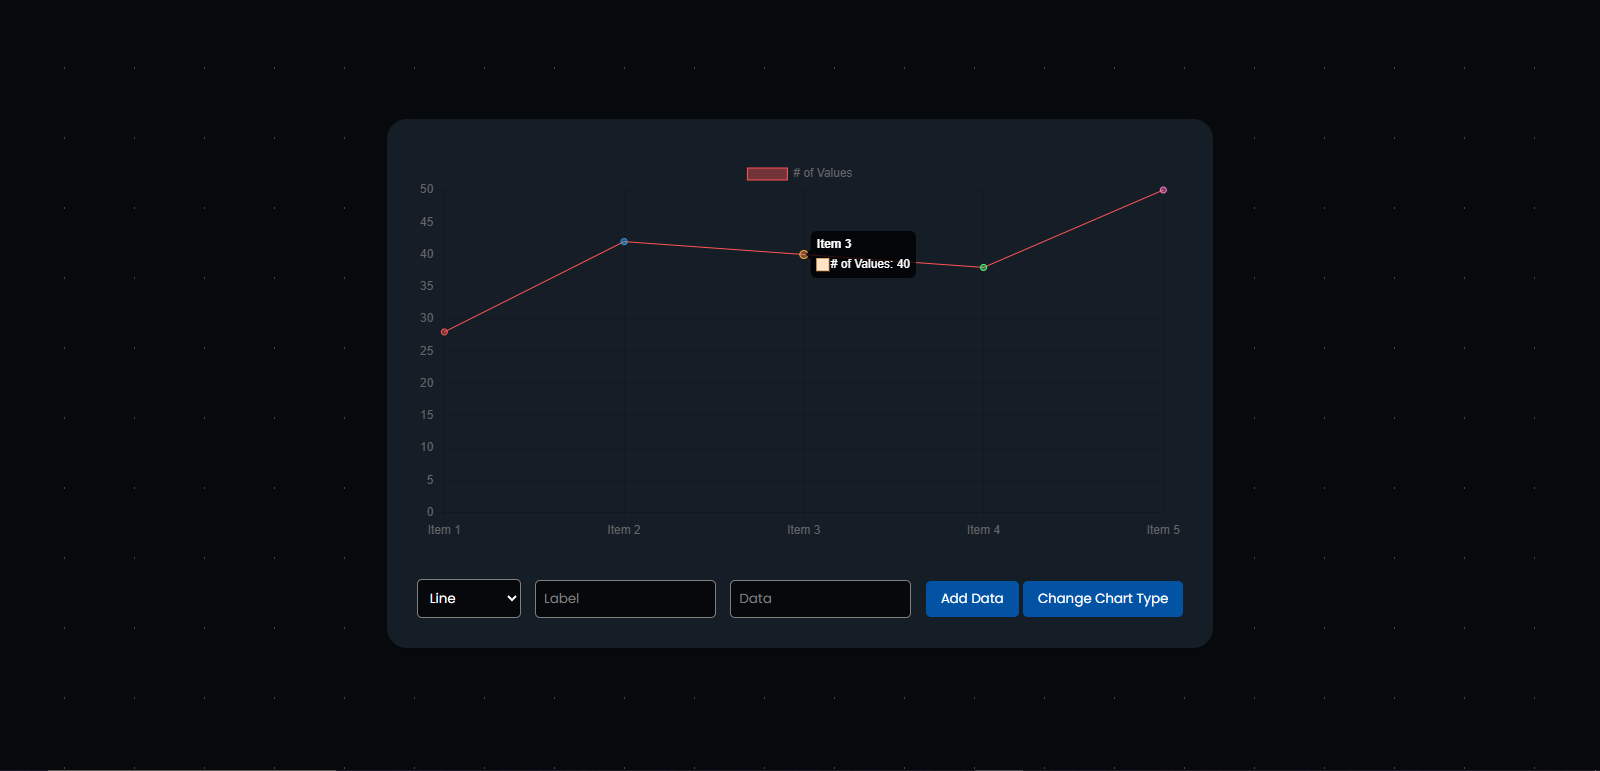 # of Values
50
45
40
35
30
25
20
15
10
5
0
Item 3
# of Values: 40
Item 1 Item 2 Item 3 Item 4 Item 5
Line Label Data Add Data Change Chart Type